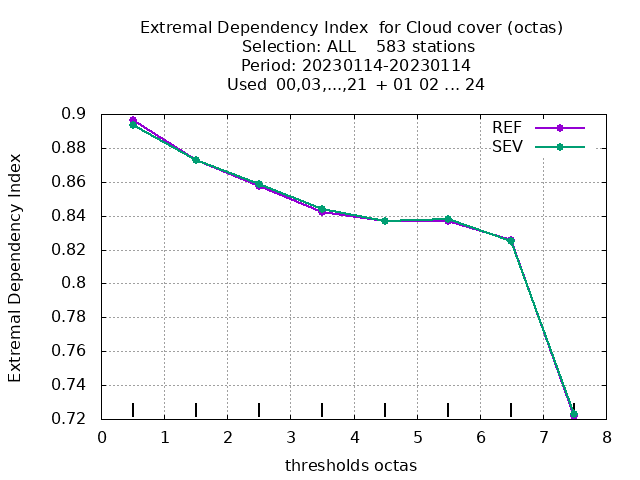 Extremal Dependency Index  for Cloud cover (octas)
Selection: ALL    583 stations
Period: 20230114-20230114
Used  00,03,...,21  + 01 02 ... 24
REF
SEV
Extremal Dependency Index
0.9
0.88
0.86
0.84
0.82
0.8
0.78
0.76
0.74
0.72
0 1 2 3 4 5 6 7 8
thresholds octas